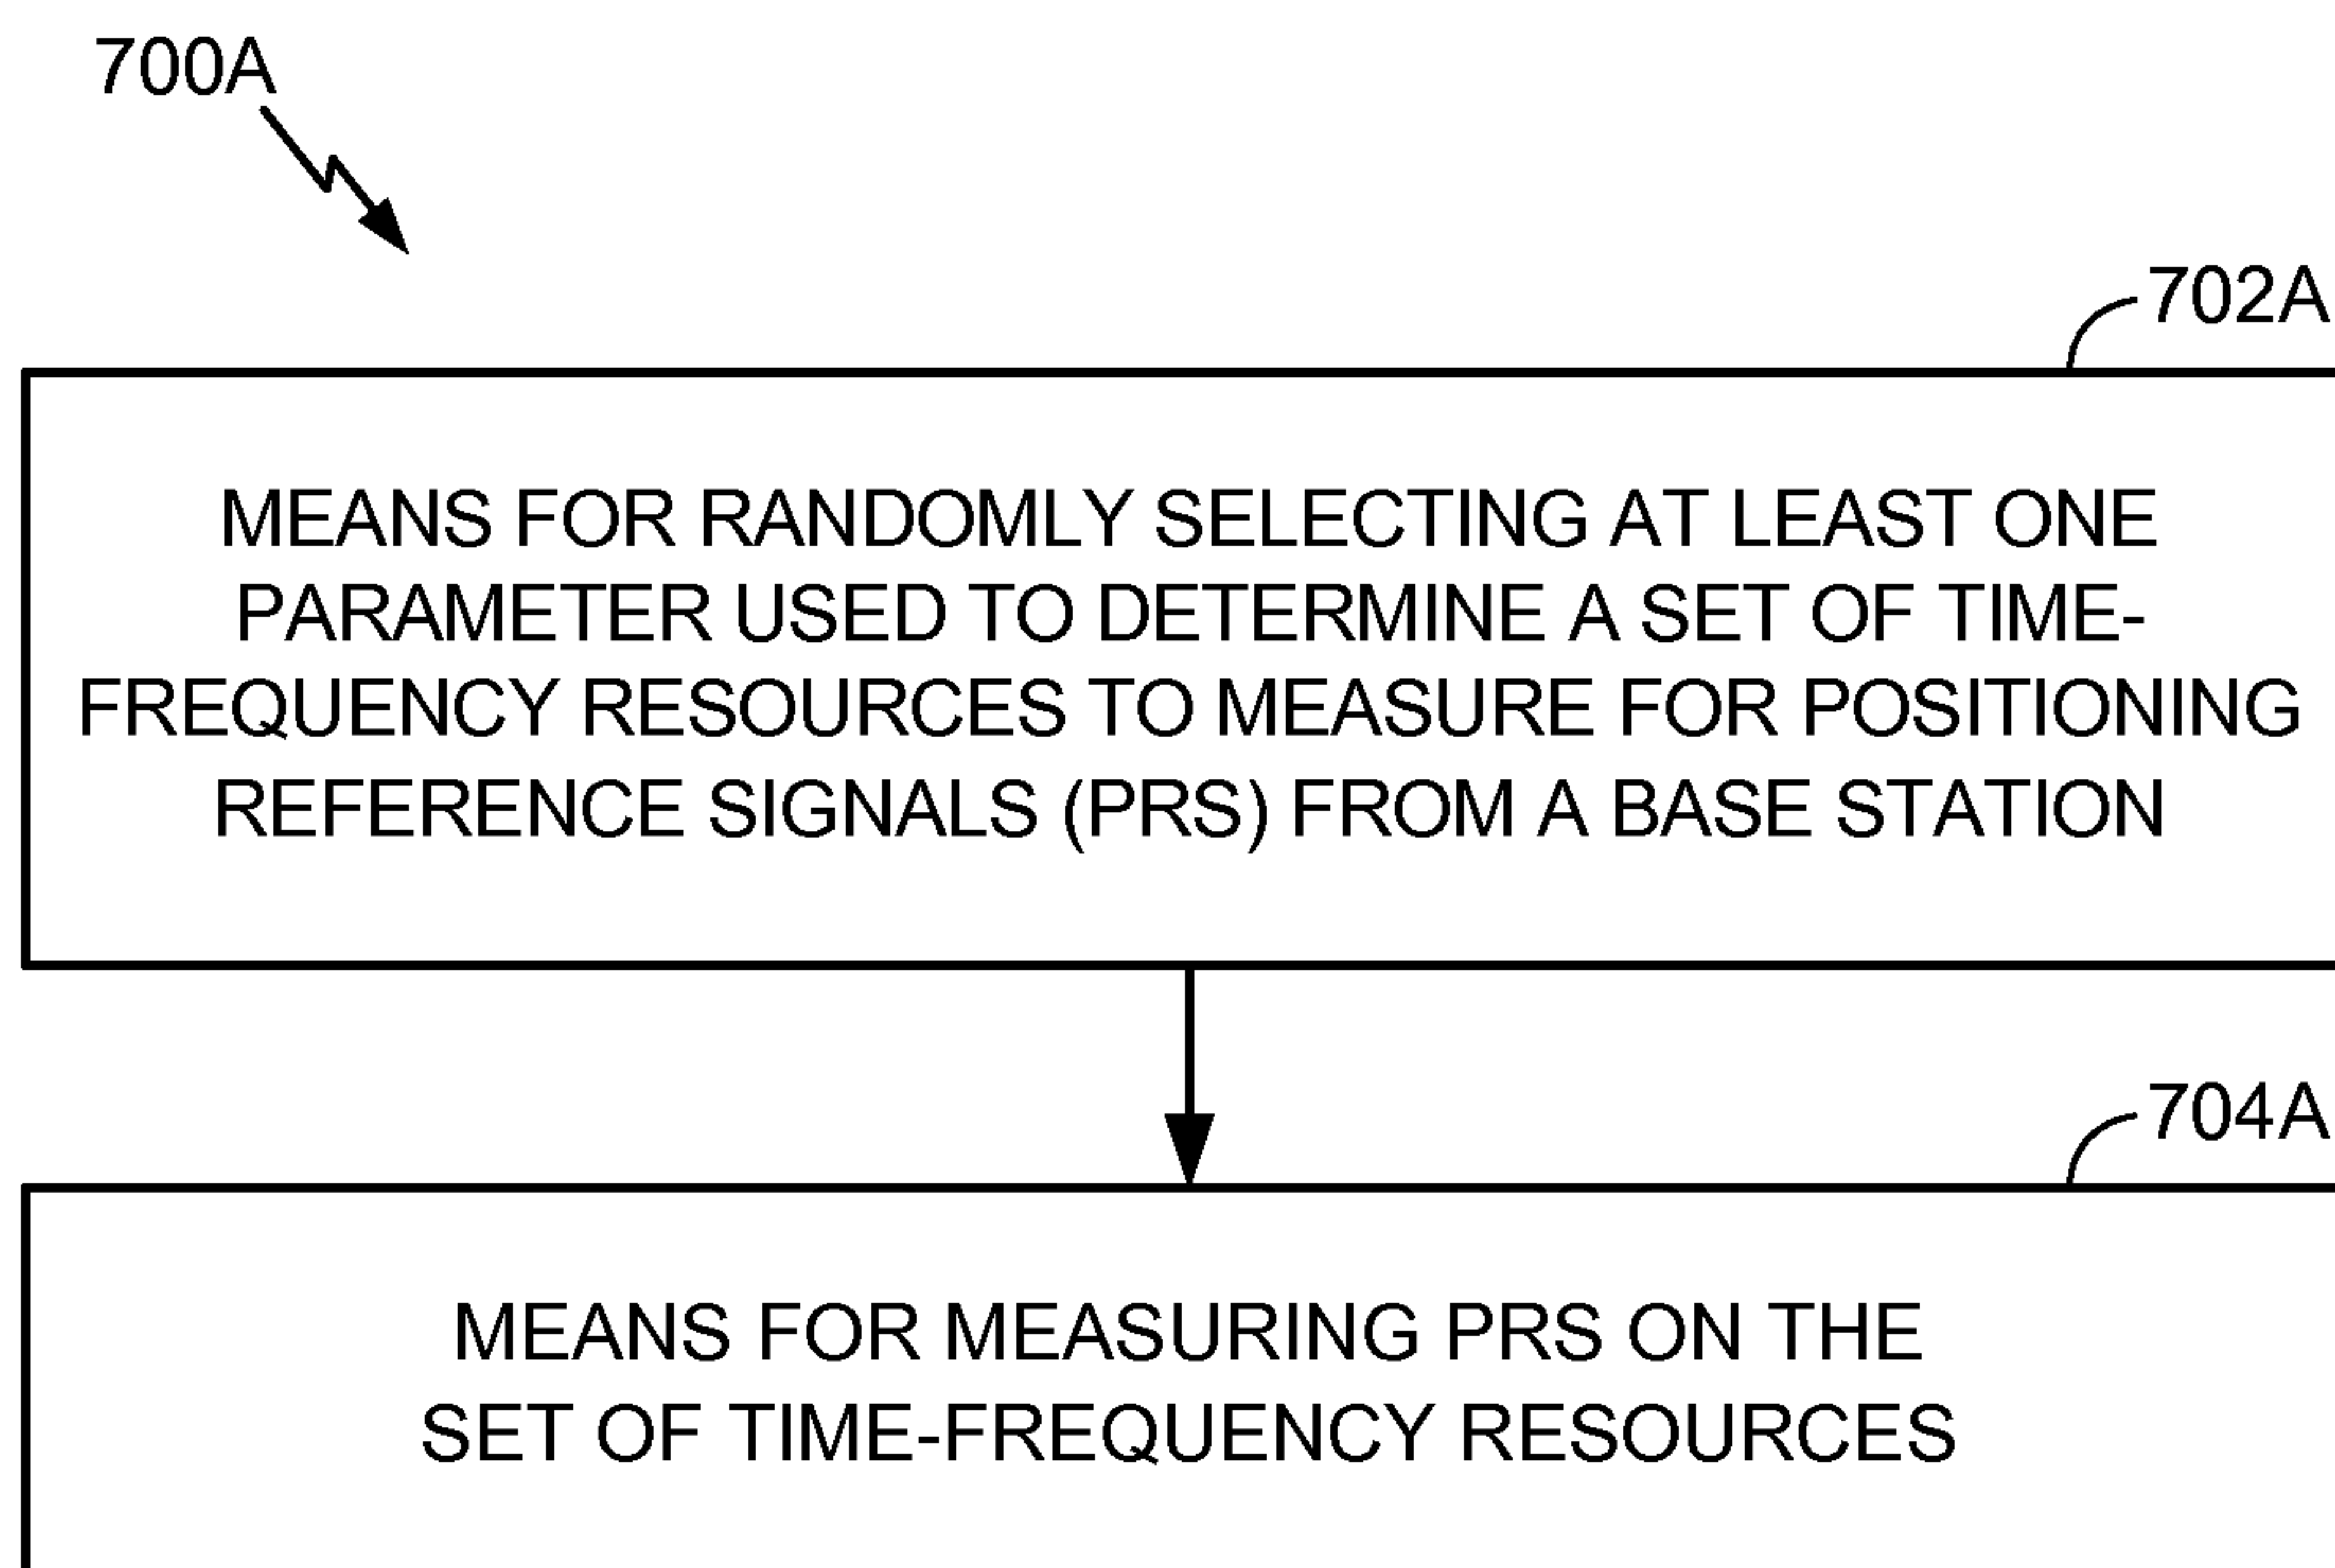 700A
702A
MEANS FOR RANDOMLY SELECTING AT LEAST ONE
PARAMETER USED TO DETERMINE A SET OF TIME-
FREQUENCY RESOURCES TO MEASURE FOR POSITIONING
REFERENCE SIGNALS (PRS) FROM A BASE STATION
704A
MEANS FOR MEASURING PRS ON THE
SET OF TIME-FREQUENCY RESOURCES